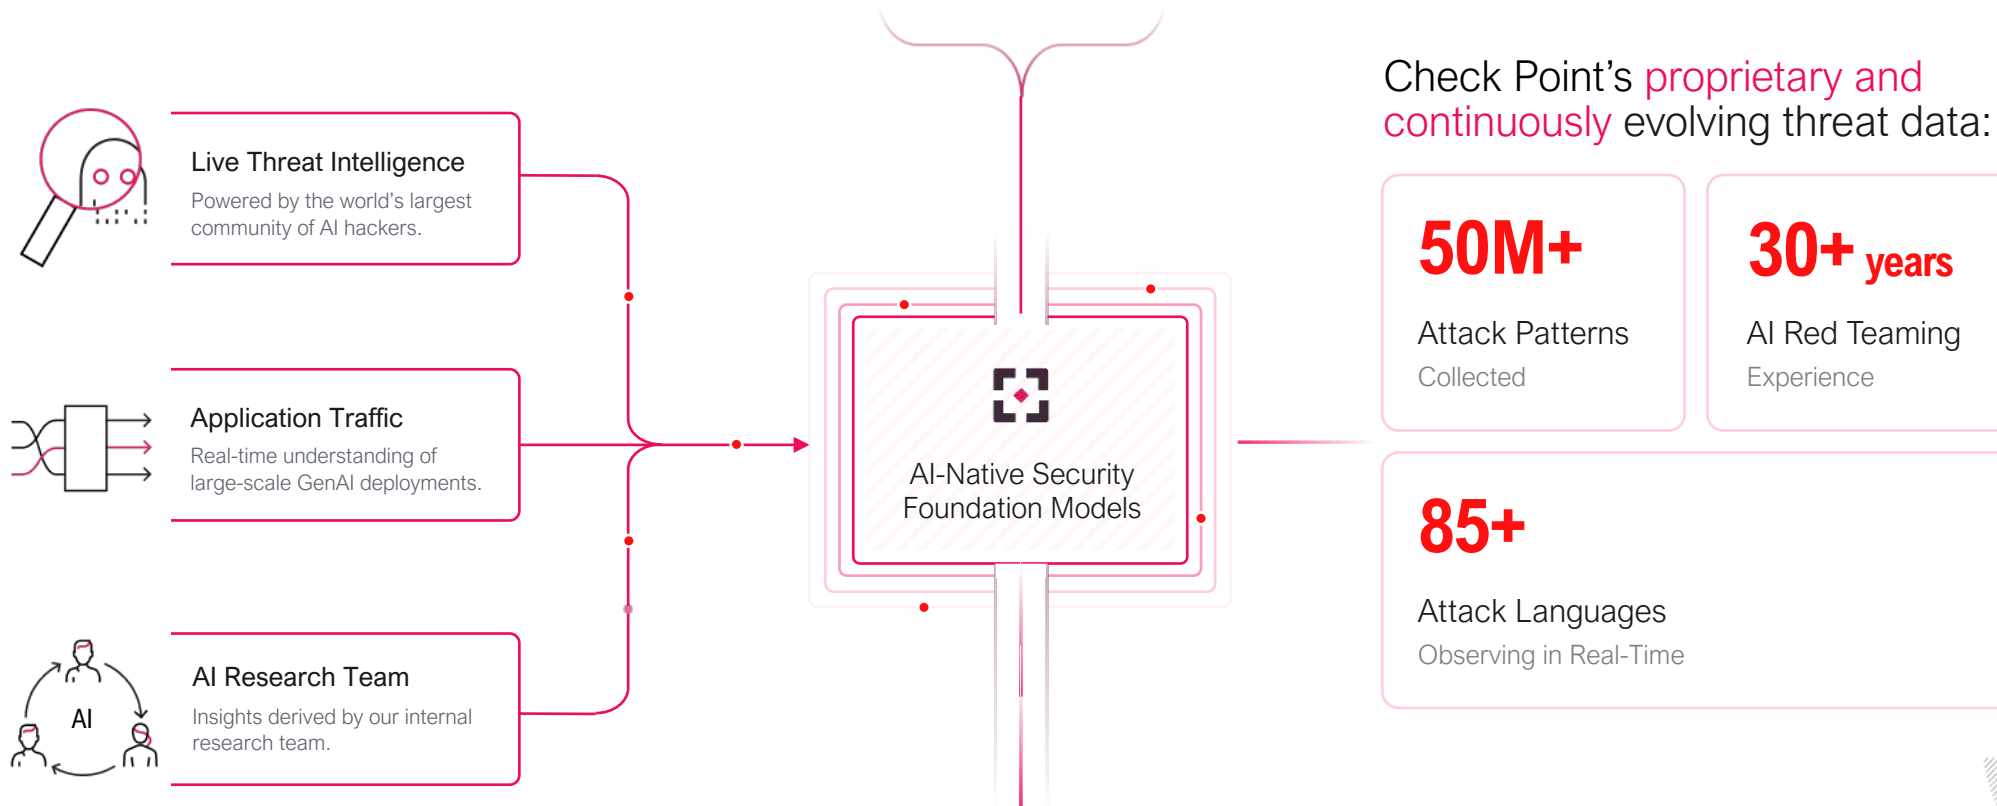 Live Threat Intelligence
Powered by the world's largest
community of AI hackers.
Application Traffic
Real-time understanding of
large-scale GenAI deployments.
AI
AI Research Team
Insights derived by our internal
research team.
AI-Native Security
Foundation Models
Check Point's proprietary and
continuously evolving threat data:
50M+
Attack Patterns
Collected
30+ years
AI Red Teaming
Experience
85+
Attack Languages
Observing in Real-Time